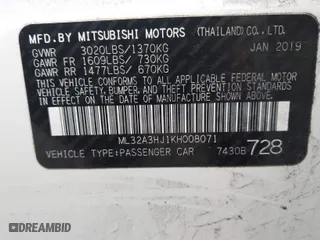 MFD.BY MITSUBISHI MOTORS (THAILAND)CO.,LTD.
GVWR 3020LBS/1370KG JAN 2019
GAWR FR 1609LBS/ 730KG
GAWR RR 1477LBS/ 670KG
THIS VEHICLE CONFORMS TO ALL APPLICABLE U.S. FEDERAL
MOTOR VEHICLE SAFETY, BUMPER, AND THEFT PREVENTION
STANDARDS IN EFFECT ON THE DATE OF MANUFACTURE
SHOWN ABOVE.
ML32A3HJ1KH008071
VEHICLE TYPE:PASSENGER CAR 7430B 728
© AutoBidMaster